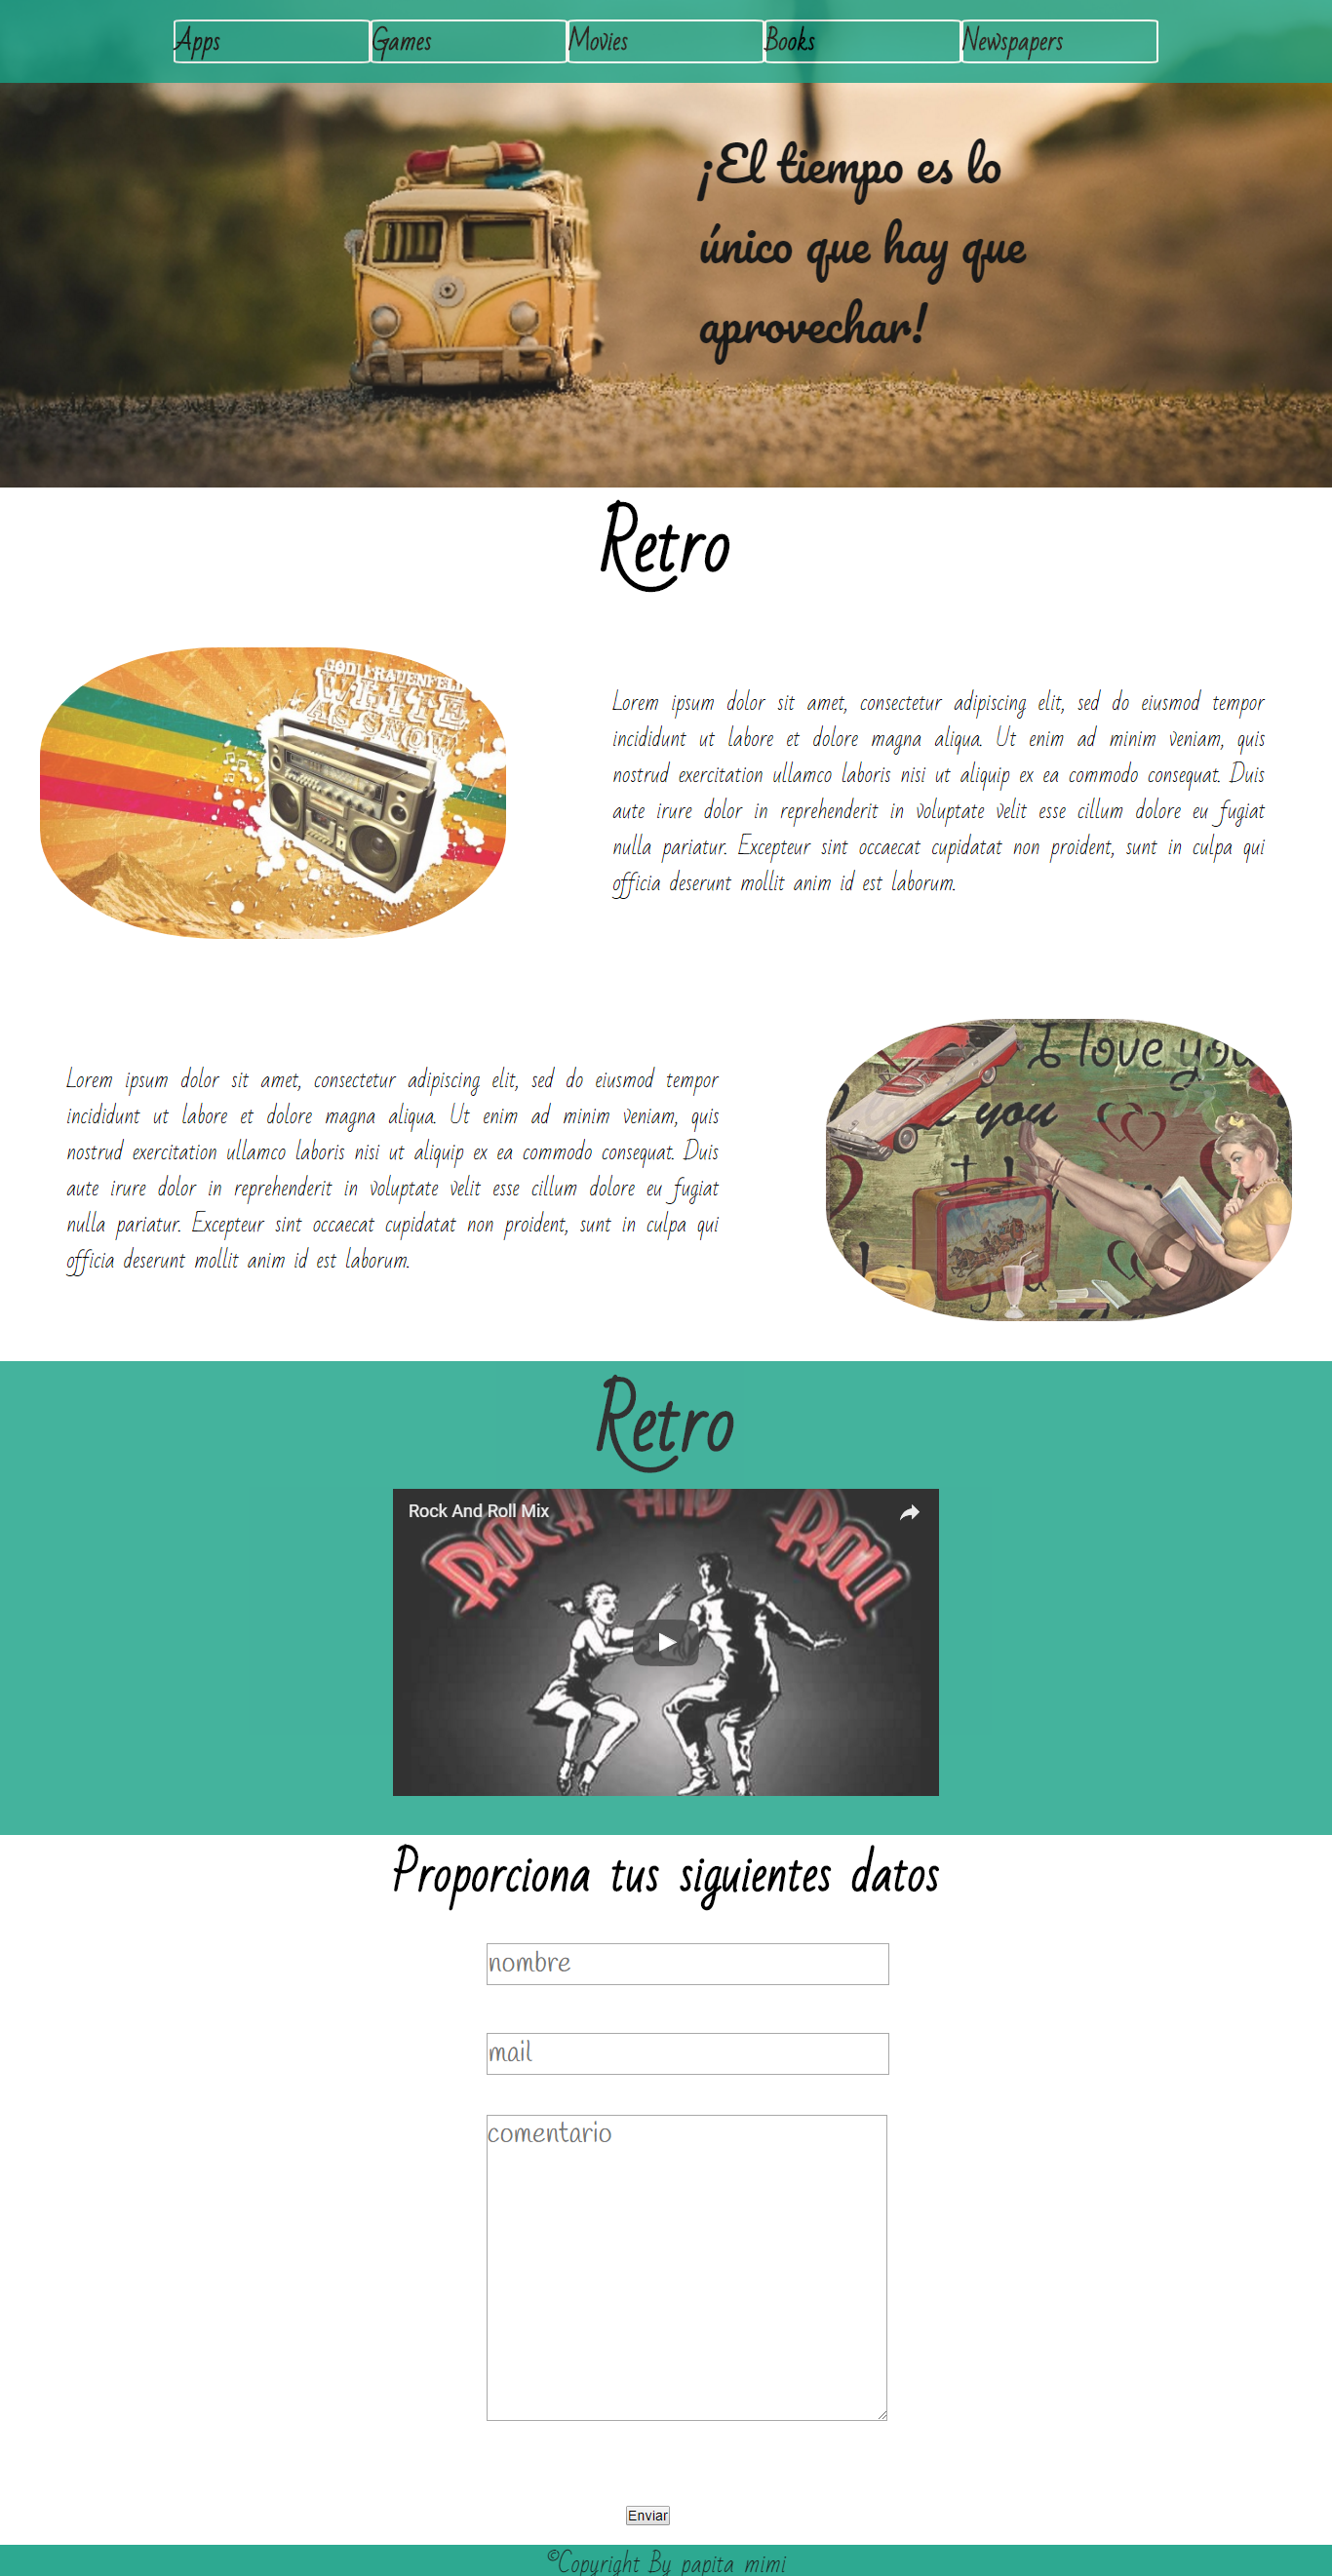 Apps Games Movies Books Newspapers
¡El tiempo es lo
único que hay que
aprovechar!
Retro
GODI FRAUENFELD
WHITE
Lorem ipsum dolor sit amet, consectetur adipiscing elit, sed do eiusmod tempor
incididunt ut labore et dolore magna aliqua. Ut enim ad minim veniam, quis
nostrud exercitation ullamco laboris nisi ut aliquip ex ea commodo consequat. Duis
aute irure dolor in reprehenderit in voluptate velit esse cillum dolore eu fugiat
nulla pariatur. Excepteur sint occaecat cupidatat non proident, sunt in culpa qui
officia deserunt mollit anim id est laborum.
Lorem ipsum dolor sit amet, consectetur adipiscing elit, sed do eiusmod tempor
incididunt ut labore et dolore magna aliqua. Ut enim ad minim veniam, quis
nostrud exercitation ullamco laboris nisi ut aliquip ex ea commodo consequat. Duis
aute irure dolor in reprehenderit in voluptate velit esse cillum dolore eu fugiat
nulla pariatur. Excepteur sint occaecat cupidatat non proident, sunt in culpa qui
officia deserunt mollit anim id est laborum.
I love you
you
Retro
Rock And Roll Mix
ROCK AND ROLL
Proporciona tus siguientes datos
nombre
mail
comentario
Enviar
©Copyright By papita mimi